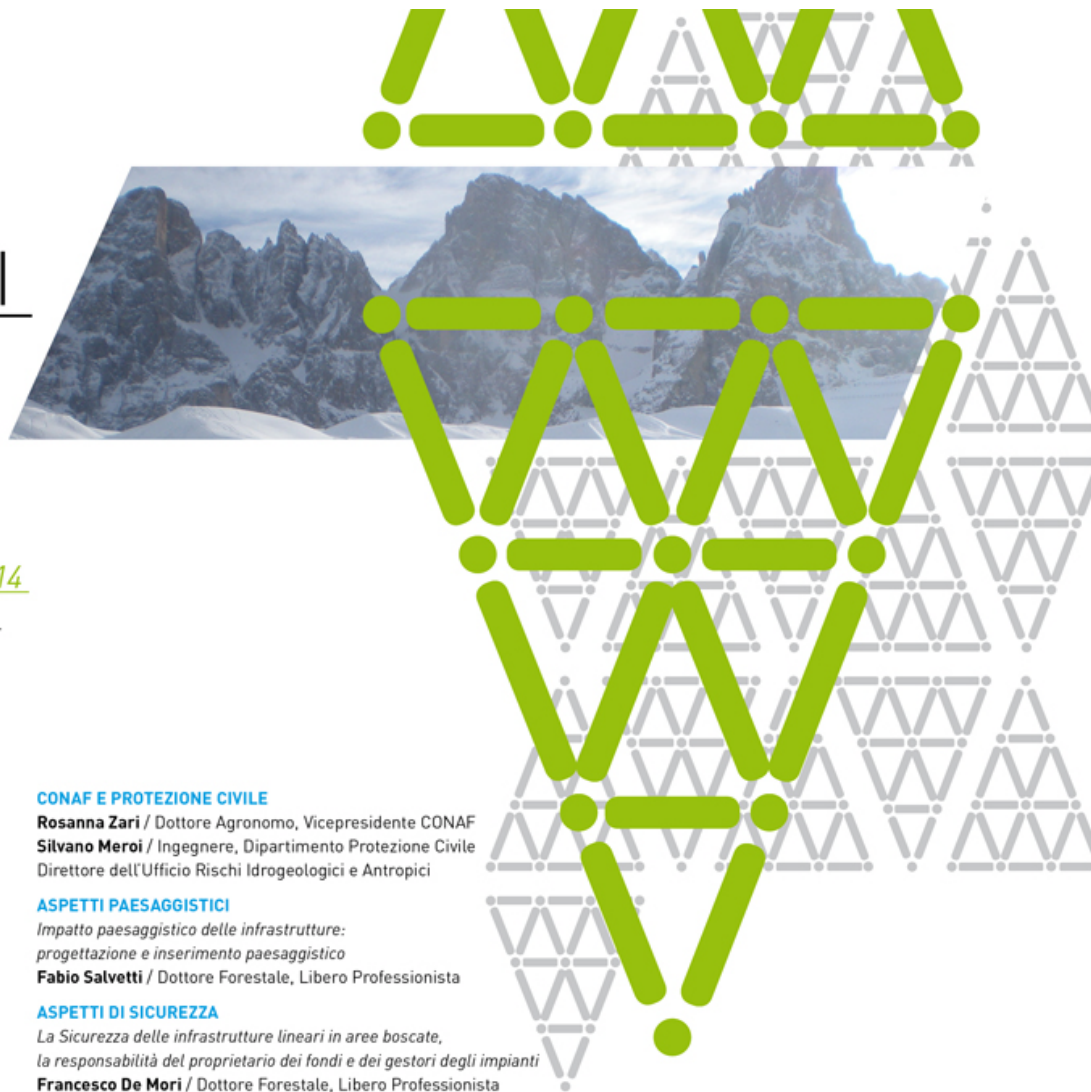 14
CONAF E PROTEZIONE CIVILE
Rosanna Zari / Dottore Agronomo, Vicepresidente CONAF
Silvano Meroi / Ingegnere, Dipartimento Protezione Civile
Direttore dell'Ufficio Rischi Idrogeologici e Antropici
ASPETTI PAESAGGISTICI
Impatto paesaggistico delle infrastrutture:
progettazione e inserimento paesaggistico
Fabio Salvetti / Dottore Forestale, Libero Professionista
ASPETTI DI SICUREZZA
La Sicurezza delle infrastrutture lineari in aree boscate,
la responsabilità del proprietario dei fondi e dei gestori degli impianti
Francesco De Mori / Dottore Forestale, Libero Professionista